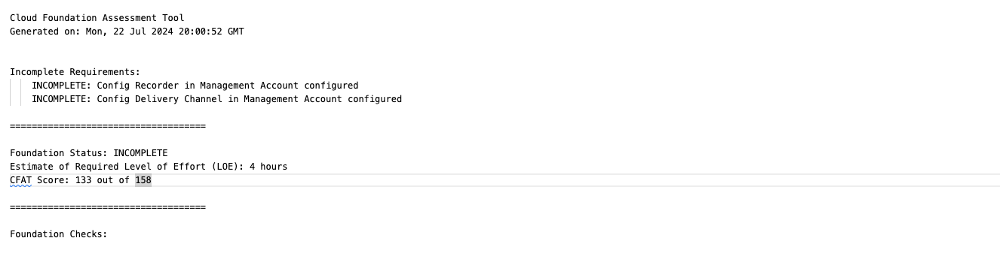 Cloud Foundation Assessment Tool
Generated on: Mon, 22 Jul 2024 20:00:52 GMT
Incomplete Requirements:
INCOMPLETE: Config Recorder in Management Account configured
INCOMPLETE: Config Delivery Channel in Management Account configured
====================================
Foundation Status: INCOMPLETE
Estimate of Required Level of Effort (LOE): 4 hours
CFAT Score: 133 out of 158
====================================
Foundation Checks: